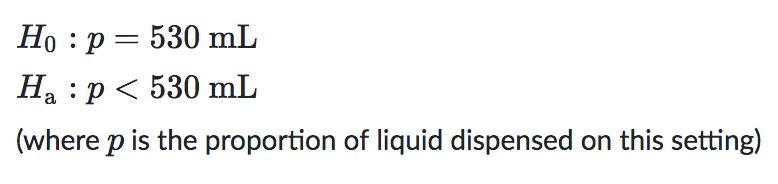 H₀ : p = 530 mL
Hₐ : p < 530 mL
(where p is the proportion of liquid dispensed on this setting)